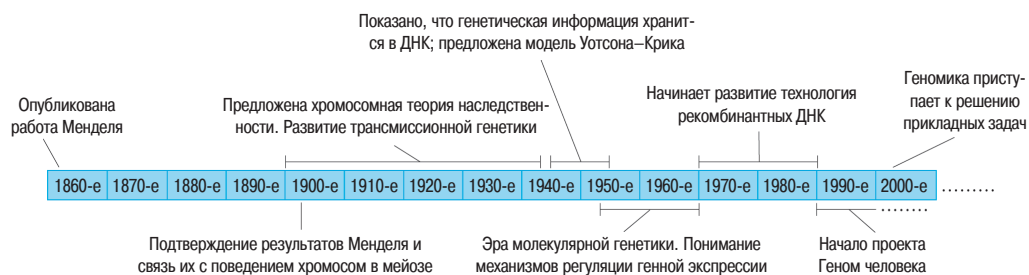 Показано, что генетическая информация хранит-
ся в ДНК; предложена модель Уотсона–Крика
Опубликована
работа Менделя
Предложена хромосомная теория наследствен-
ности. Развитие трансмиссионной генетики
Начинает развитие технология
рекомбинантных ДНК
Геномика присту-
пает к решению
прикладных задач
1860-е 1870-е 1880-е 1890-е 1900-е 1910-е 1920-е 1930-е 1940-е 1950-е 1960-е 1970-е 1980-е 1990-е 2000-е
Подтверждение результатов Менделя и
связь их с поведением хромосом в мейозе
Эра молекулярной генетики. Понимание
механизмов регуляции генной экспрессии
Начало проекта
Геном человека